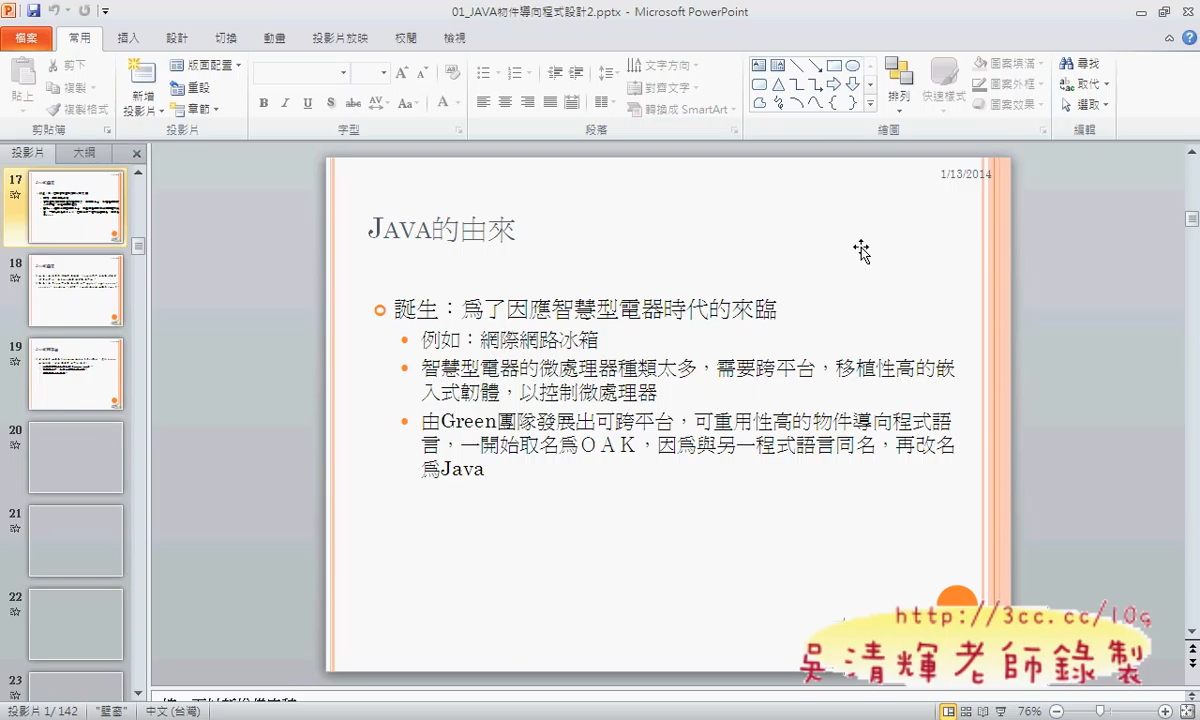 01_JAVA物件導向程式設計2.pptx - Microsoft PowerPoint
檔案 常用 插入 設計 切換 動畫 投影片放映 校閱 檢視
貼上 剪下 複製 複製格式 剪貼簿
新增投影片 版面配置 重設 章節 投影片
B I U S abc AV Aa A 字型
文字方向 對齊文字 轉換成 SmartArt 段落
排列 快速樣式 圖案填滿 圖案外框 圖案效果 繪圖
尋找 取代 選取 編輯
投影片 大綱
17
18
19
20
21
22
23
1/13/2014
JAVA的由來
誕生：為了因應智慧型電器時代的來臨
例如：網際網路冰箱
智慧型電器的微處理器種類太多，需要跨平台，移植性高的嵌
入式韌體，以控制微處理器
由Green團隊發展出可跨平台，可重用性高的物件導向程式語
言，一開始取名為ＯＡＫ，因為與另一程式語言同名，再改名
為Java
http://3cc.cc/10g
吳清輝老師錄製
投影片 1/142 "壁窗" 中文(台灣) 76%